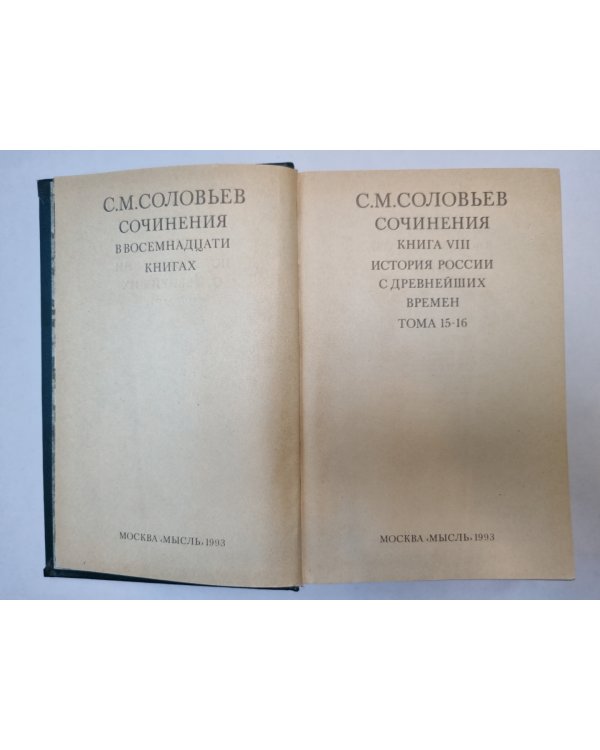 С.М.СОЛОВЬЕВ
СОЧИНЕНИЯ
В ВОСЕМНАДЦАТИ
КНИГАХ
МОСКВА «МЫСЛЬ» 1993
С.М.СОЛОВЬЕВ
СОЧИНЕНИЯ
КНИГА VIII
ИСТОРИЯ РОССИИ
С ДРЕВНЕЙШИХ
ВРЕМЕН
ТОМА 15-16
МОСКВА «МЫСЛЬ» 1993